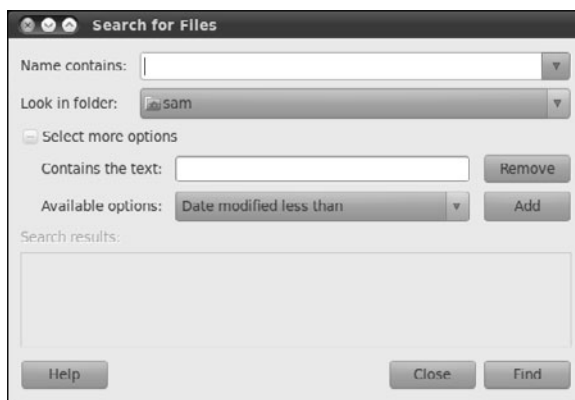 Search for Files
Name contains:
Look in folder: sam
Select more options
Contains the text: Remove
Available options: Date modified less than Add
Search results:
Help Close Find